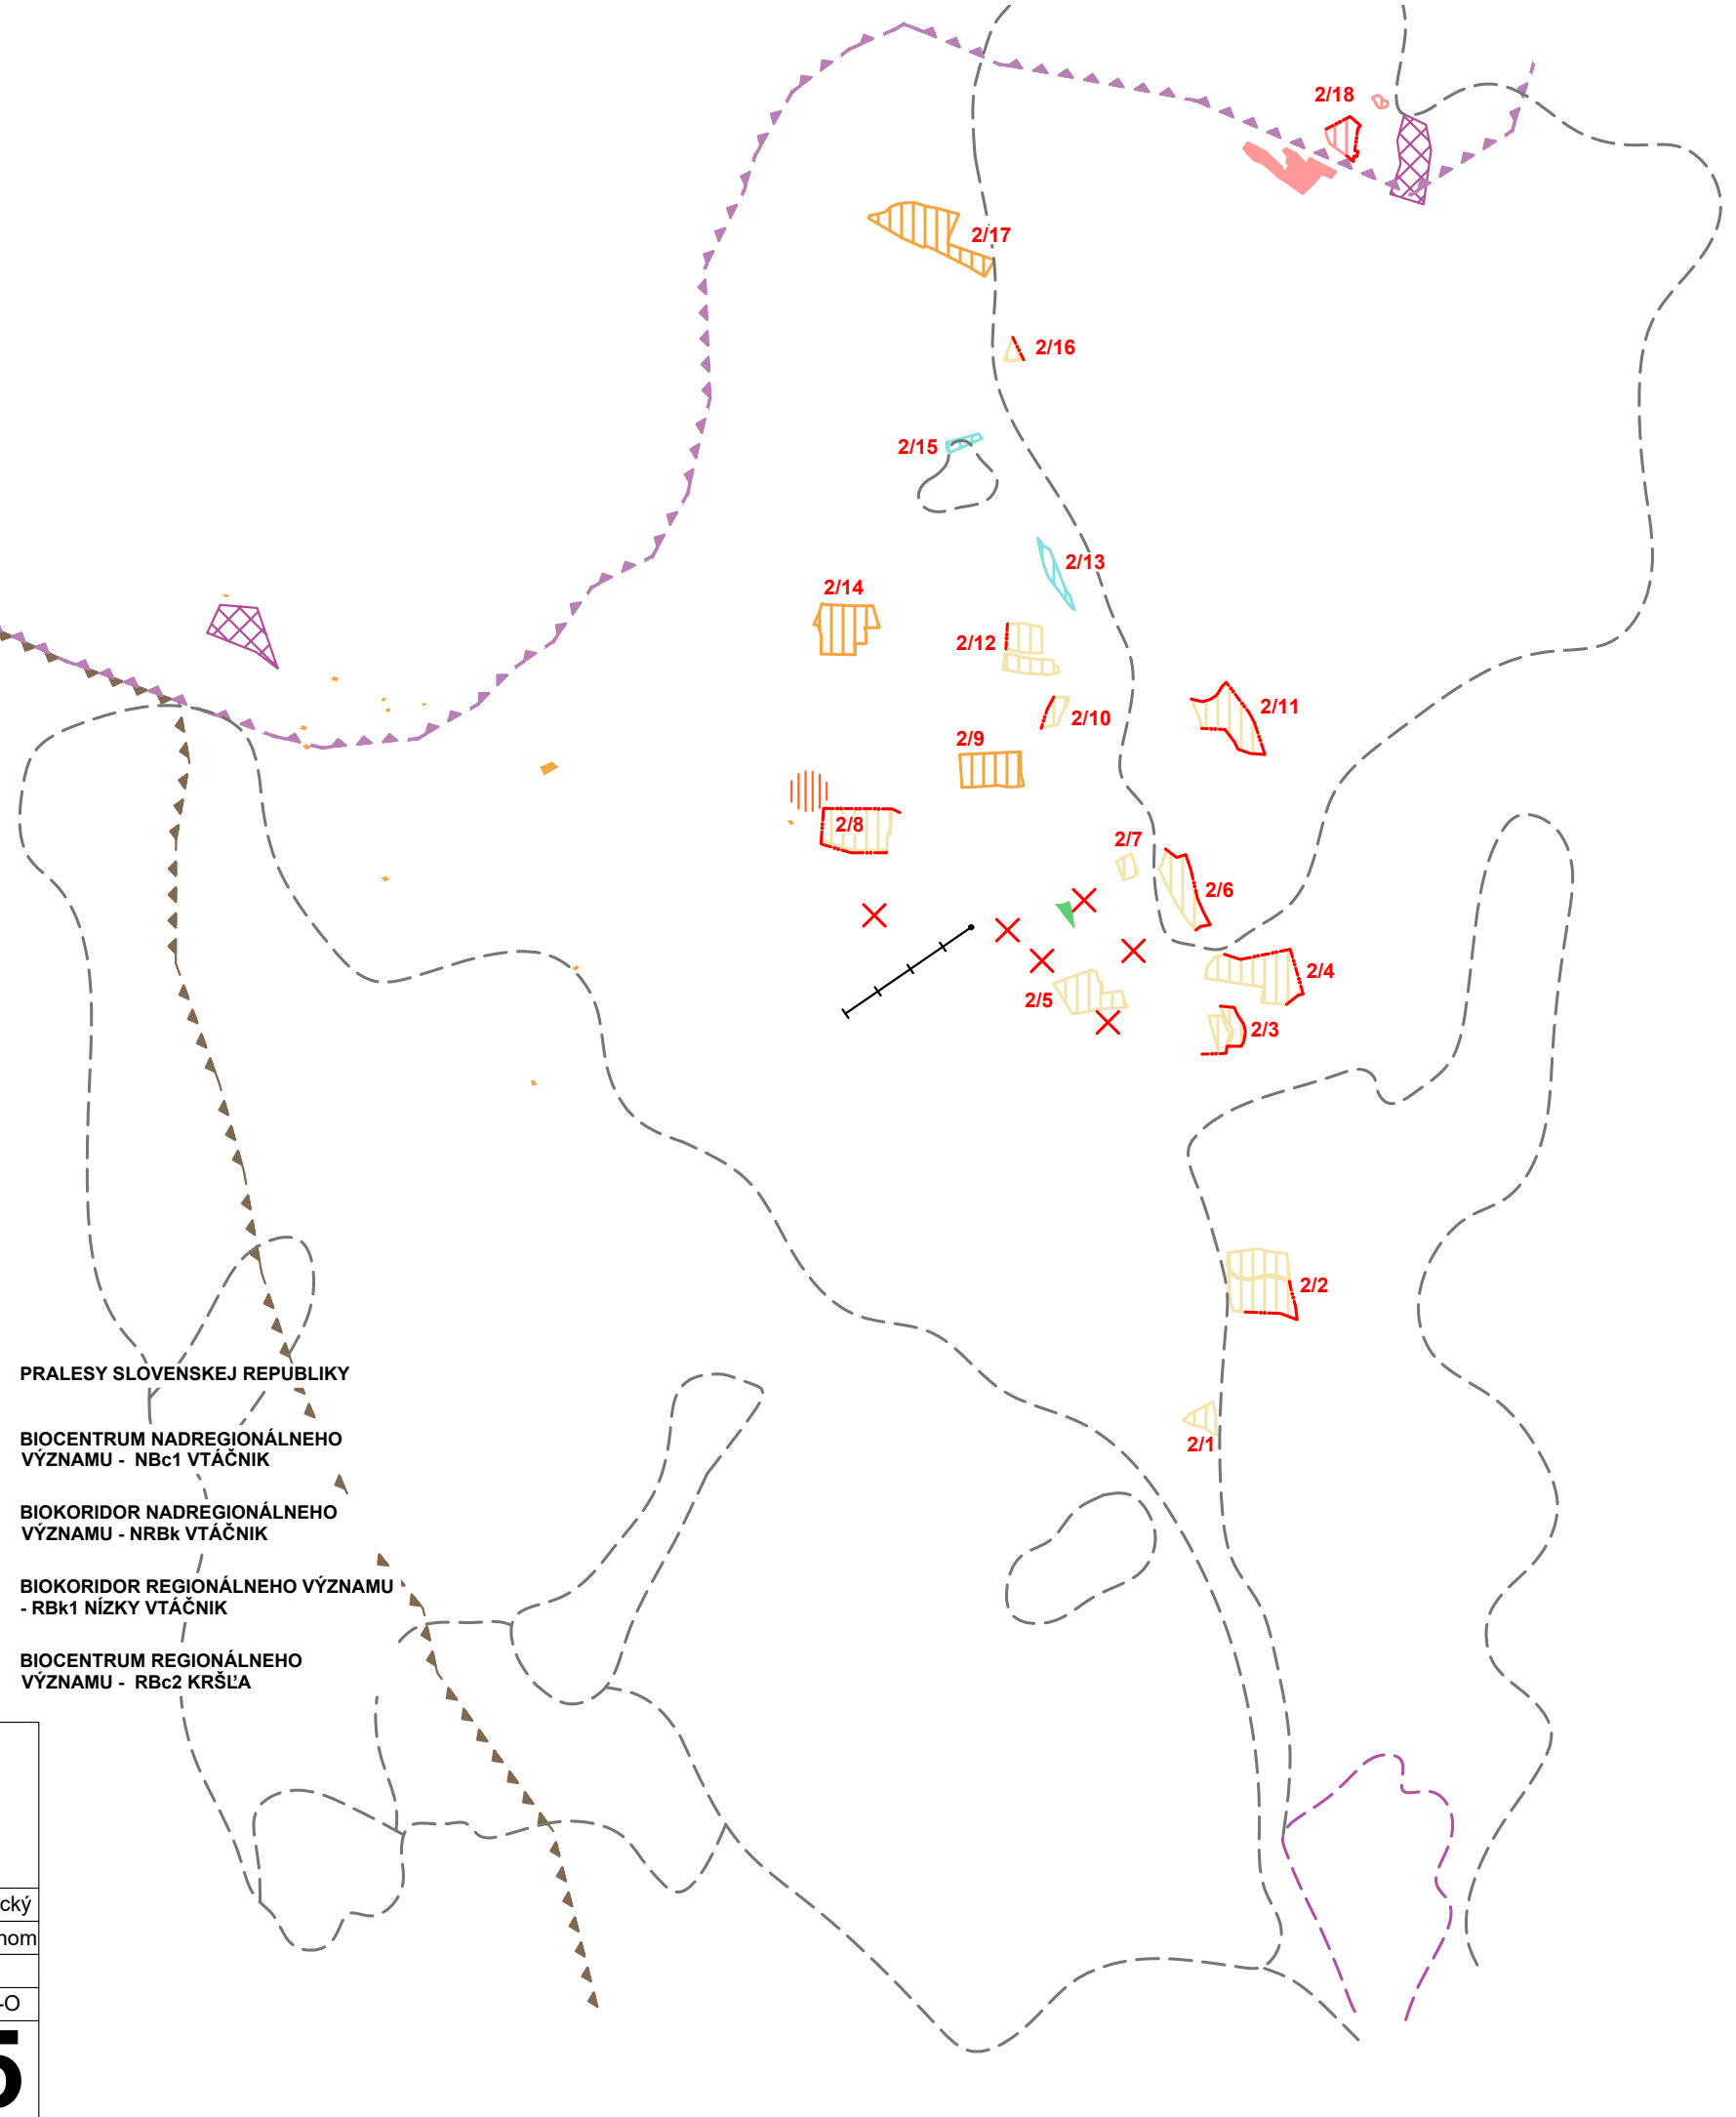 2/18
2/17
2/16
2/15
2/13
2/14
2/12
2/11
2/10
2/9
2/8
2/7
2/6
2/4
2/5
2/3
2/2
PRALESY SLOVENSKEJ REPUBLIKY
2/1
BIOCENTRUM NADREGIONÁLNEHO
VÝZNAMU - NBc1 VTÁČNIK
BIOKORIDOR NADREGIONÁLNEHO
VÝZNAMU - NRBk VTÁČNIK
BIOKORIDOR REGIONÁLNEHO VÝZNAMU
- RBk1 NÍZKY VTÁČNIK
BIOCENTRUM REGIONÁLNEHO
VÝZNAMU - RBc2 KRŠĽA
cký
nom
-O
5